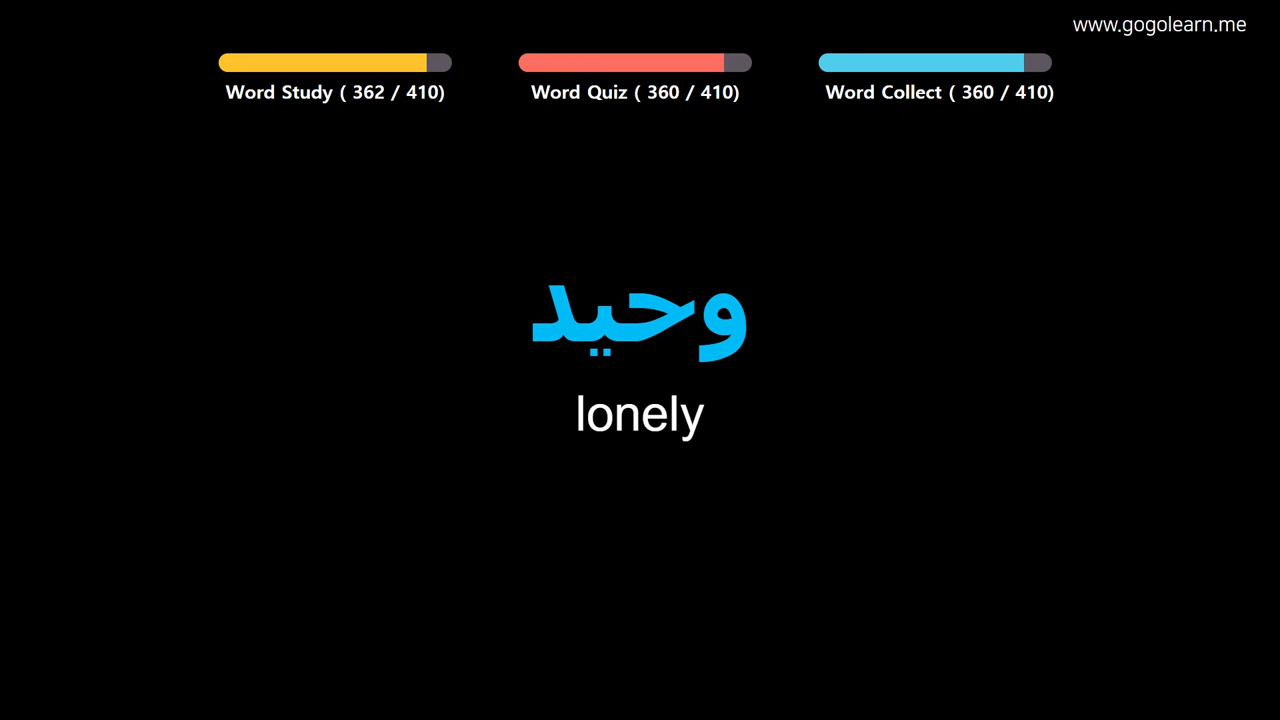 www.gogolearn.me
Word Study ( 362 / 410)
Word Quiz ( 360 / 410)
Word Collect ( 360 / 410)
وحيد
lonely